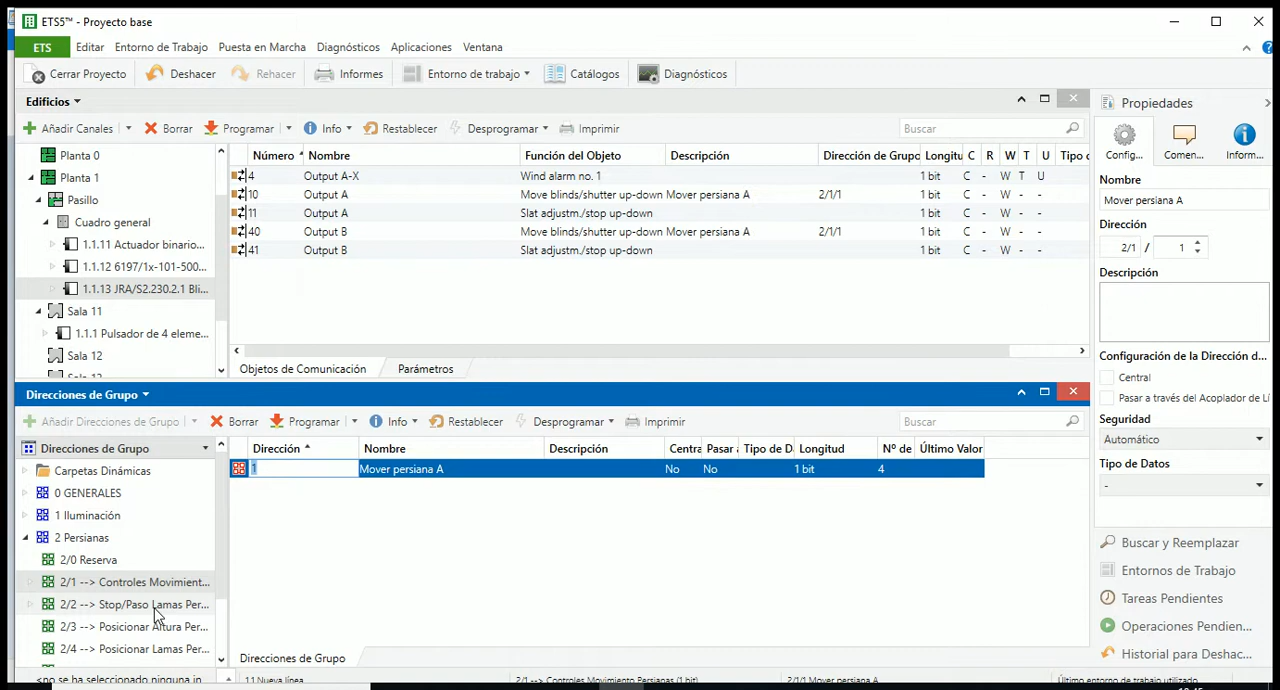 ETS5™ - Proyecto base
ETS Editar Entorno de Trabajo Puesta en Marcha Diagnósticos Aplicaciones Ventana
Cerrar Proyecto Deshacer Rehacer Informes Entorno de trabajo Catálogos Diagnósticos
Edificios
Añadir Canales Borrar Programar Info Restablecer Desprogramar Imprimir Buscar
Planta 0
Planta 1
Pasillo
Cuadro general
1.1.11 Actuador binario...
1.1.12 6197/1x-101-500...
1.1.13 JRA/S2.230.2.1 Bli...
Sala 11
1.1.1 Pulsador de 4 eleme...
Sala 12
Número Nombre Función del Objeto Descripción Dirección de Grupo Longitu C R W T U Tipo d
4 Output A-X Wind alarm no. 1 1 bit C - W T U
10 Output A Move blinds/shutter up-down Mover persiana A 2/1/1 1 bit C - W - -
11 Output A Slat adjustm./stop up-down 1 bit C - W - -
40 Output B Move blinds/shutter up-down Mover persiana A 2/1/1 1 bit C - W - -
41 Output B Slat adjustm./stop up-down 1 bit C - W - -
Objetos de Comunicación Parámetros
Direcciones de Grupo
Añadir Direcciones de Grupo Borrar Programar Info Restablecer Desprogramar Imprimir Buscar
Direcciones de Grupo
Carpetas Dinámicas
0 GENERALES
1 Iluminación
2 Persianas
2/0 Reserva
2/1 --> Controles Movimient...
2/2 --> Stop/Paso Lamas Per...
2/3 --> Posicionar Altura Per...
2/4 --> Posicionar Lamas Per...
Dirección Nombre Descripción Centra Pasar a Tipo de Da Longitud Nº de Último Valor
1 Mover persiana A No No 1 bit 4
Direcciones de Grupo
Propiedades
Config... Comen... Inform...
Nombre
Mover persiana A
Dirección
2/1 / 1
Descripción
Configuración de la Dirección d...
Central
Pasar a través del Acoplador de Lí
Seguridad
Automático
Tipo de Datos
-
Buscar y Reemplazar
Entornos de Trabajo
Tareas Pendientes
Operaciones Pendien...
Historial para Deshac...